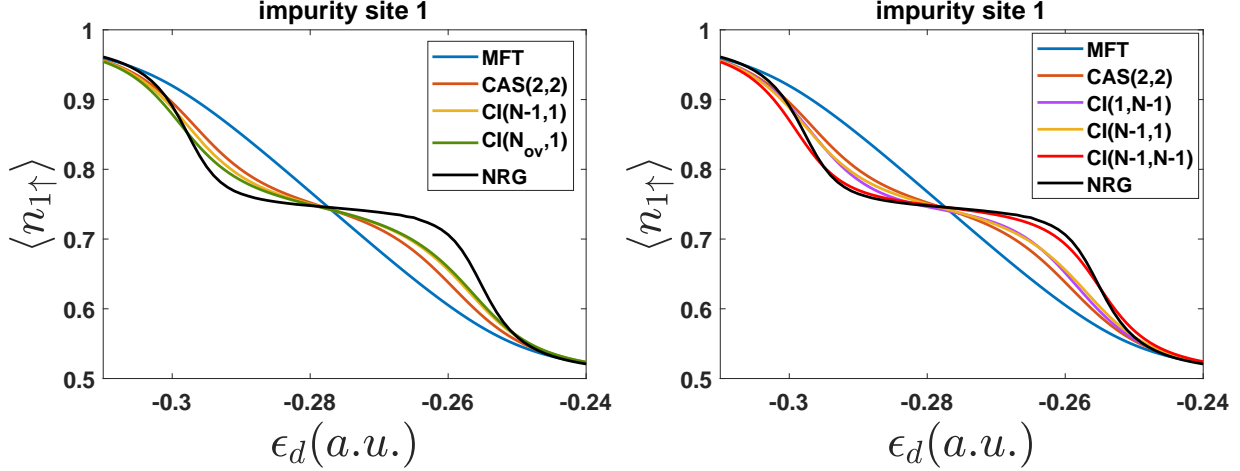 impurity site 1
⟨n1↑⟩
1
0.9
0.8
0.7
0.6
0.5
MFT
CAS(2,2)
CI(N-1,1)
CI(Nov,1)
NRG
-0.3
-0.28
-0.26
-0.24
ϵd(a.u.)
impurity site 1
⟨n1↑⟩
1
0.9
0.8
0.7
0.6
0.5
MFT
CAS(2,2)
CI(1,N-1)
CI(N-1,1)
CI(N-1,N-1)
NRG
-0.3
-0.28
-0.26
-0.24
ϵd(a.u.)